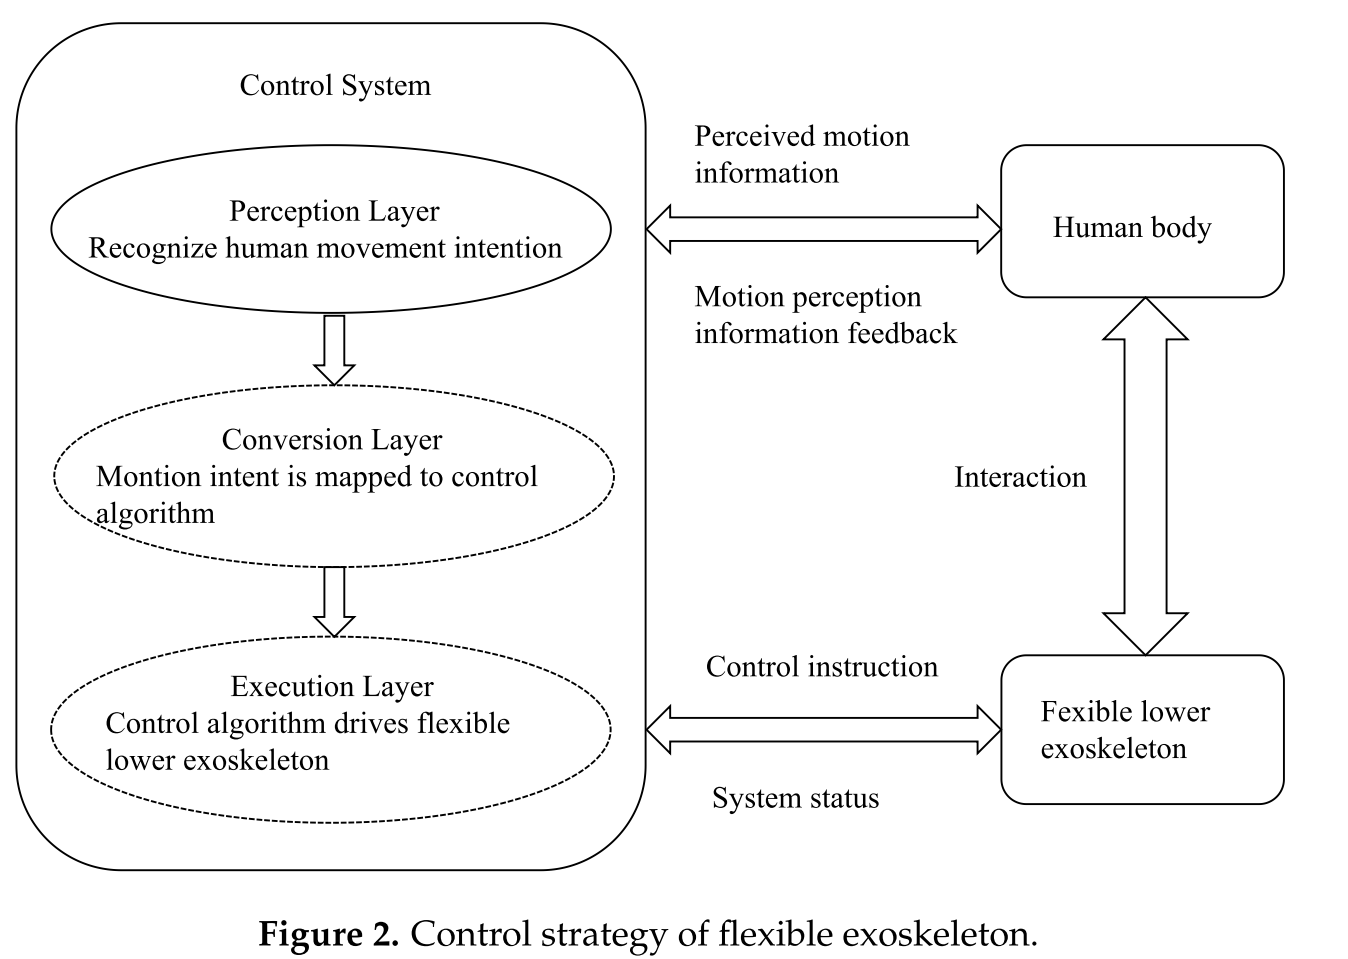 Control System
Perception Layer
Recognize human movement intention
Conversion Layer
Montion intent is mapped to control
algorithm
Execution Layer
Control algorithm drives flexible
lower exoskeleton
Perceived motion
information
Motion perception
information feedback
Human body
Interaction
Control instruction
System status
Fexible lower
exoskeleton
Figure 2. Control strategy of flexible exoskeleton.